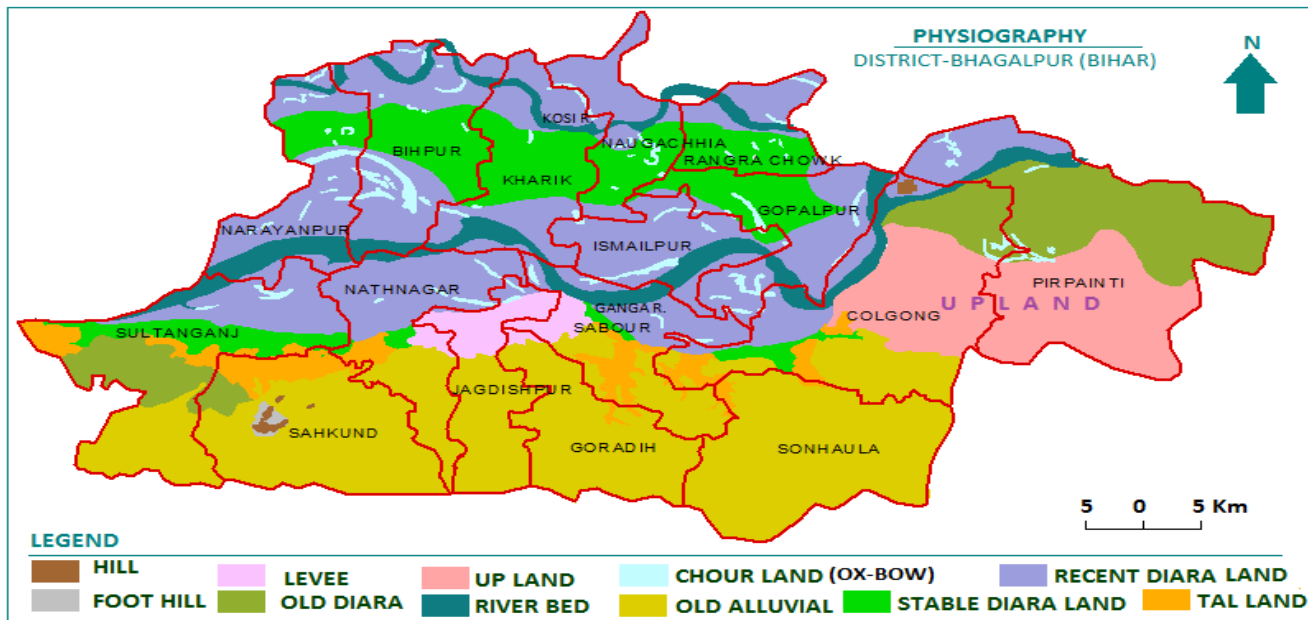 PHYSIOGRAPHY
DISTRICT-BHAGALPUR (BIHAR)
N
KOSI R.
NAUGACHHIA
BIHPUR
RANGRA CHOWK
KHARIK
GOPALPUR
NARAYANPUR
ISMAILPUR
PIRPAINTI
NATHNAGAR
UPLAND
GANGA R.
COLGONG
SULTANGANJ
SABOUR
JAGDISHPUR
SAHKUND
GORADIH
SONHAULA
5 0 5 Km
LEGEND
HILL
LEVEE
UP LAND
CHOUR LAND (OX-BOW)
RECENT DIARA LAND
FOOT HILL
OLD DIARA
RIVER BED
OLD ALLUVIAL
STABLE DIARA LAND
TAL LAND